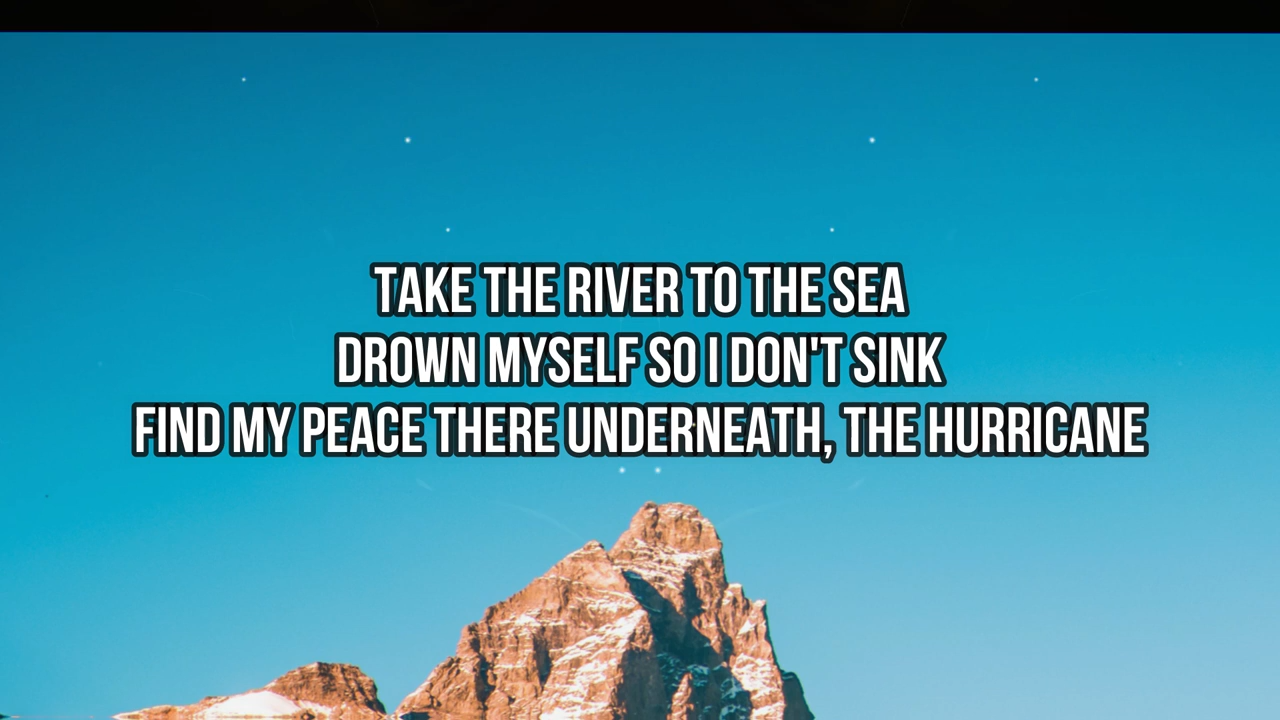 TAKE THE RIVER TO THE SEA
DROWN MYSELF SO I DON'T SINK
FIND MY PEACE THERE UNDERNEATH, THE HURRICANE